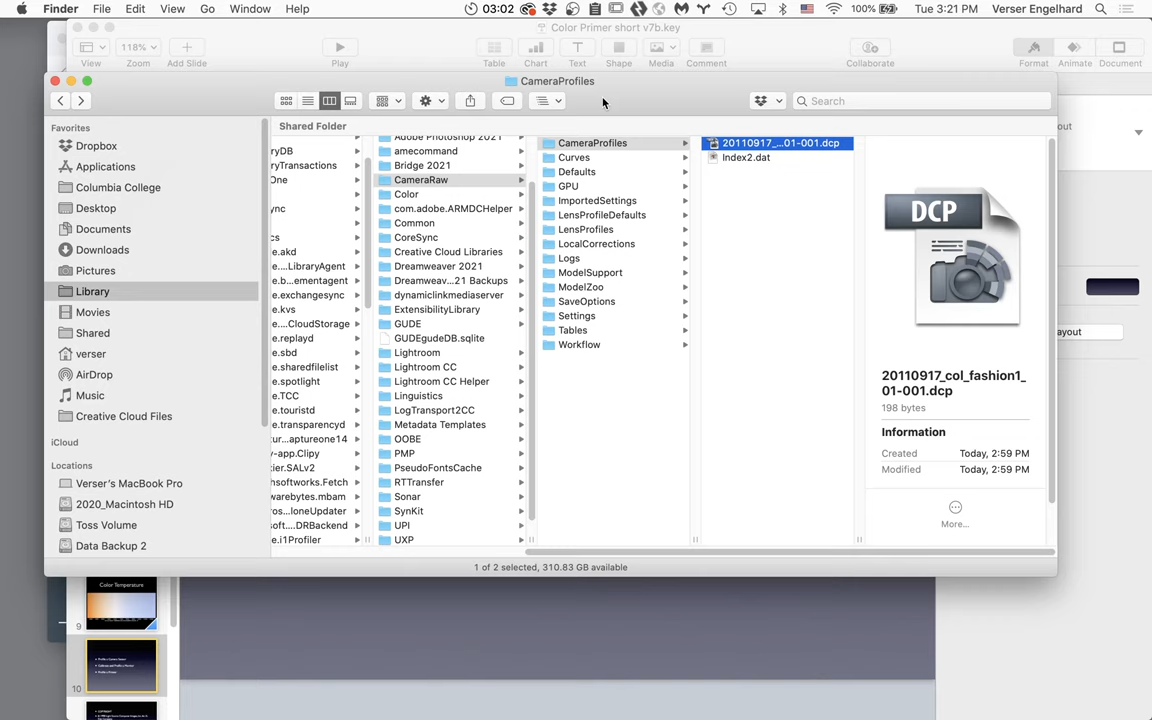 Finder File Edit View Go Window Help
03:02
100%
Tue 3:21 PM Verser Engelhard
Color Primer short v7b.key
118%
View Zoom Add Slide Play Table Chart Text Shape Media Comment Collaborate Format Animate Document
CameraProfiles
Search
Favorites
Dropbox
Applications
Columbia College
Desktop
Documents
Downloads
Pictures
Library
Movies
Shared
verser
AirDrop
Music
Creative Cloud Files
iCloud
Locations
Verser's MacBook Pro
2020_Macintosh HD
Toss Volume
Data Backup 2
Shared Folder
ryDB
ryTransactions
One
ync
cs
e.akd
e....LibraryAgent
e.b...ementagent
e.exchangesync
e.kvs
e....CloudStorage
e.replayd
e.sbd
e.sharedfilelist
e.spotlight
e.TCC
e.touristd
e.transparencyd
ur...aptureone14
y-app.Clipy
zier.SALv2
hsoftworks.Fetch
warebytes.mbam
ros...loneUpdater
soft....DRBackend
e.i1Profiler
Adobe Photoshop 2021
amecommand
Bridge 2021
CameraRaw
Color
com.adobe.ARMDCHelper
Common
CoreSync
Creative Cloud Libraries
Dreamweaver 2021
Dreamweav...21 Backups
dynamiclinkmediaserver
ExtensibilityLibrary
GUDE
GUDEgudeDB.sqlite
Lightroom
Lightroom CC
Lightroom CC Helper
Linguistics
LogTransport2CC
Metadata Templates
OOBE
PMP
PseudoFontsCache
RTTransfer
Sonar
SynKit
UPI
UXP
CameraProfiles
Curves
Defaults
GPU
ImportedSettings
LensProfileDefaults
LensProfiles
LocalCorrections
Logs
ModelSupport
ModelZoo
SaveOptions
Settings
Tables
Workflow
20110917_...01-001.dcp
Index2.dat
DCP
20110917_col_fashion1_
01-001.dcp
198 bytes
Information
Created Today, 2:59 PM
Modified Today, 2:59 PM
More...
1 of 2 selected, 310.83 GB available
out
ayout
Color Temperature
9
10